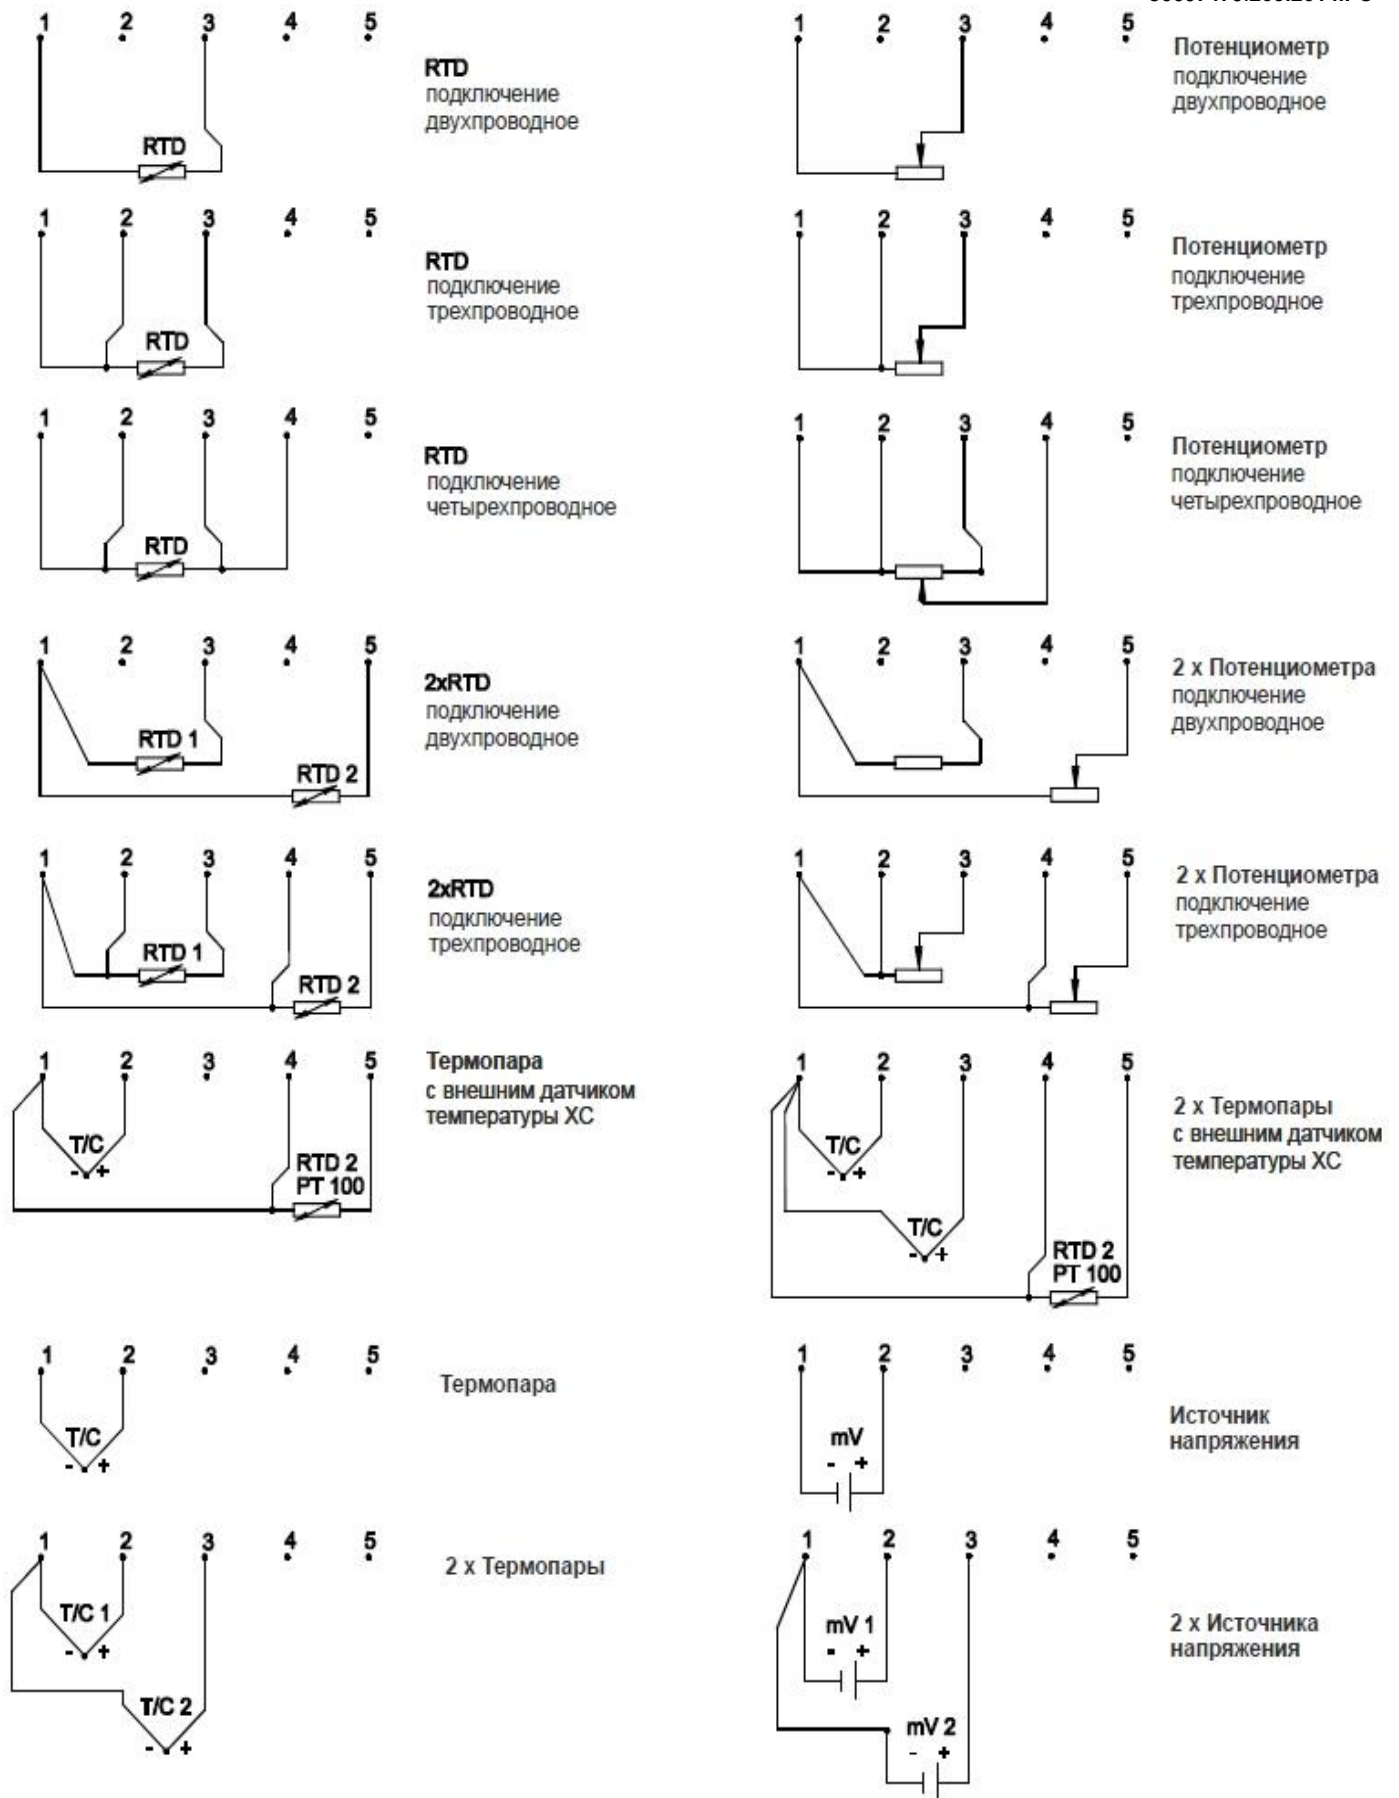 1 2 3 4 5
RTD
подключение
двухпроводное
RTD
1 2 3 4 5
Потенциометр
подключение
двухпроводное
1 2 3 4 5
RTD
подключение
трехпроводное
RTD
1 2 3 4 5
Потенциометр
подключение
трехпроводное
1 2 3 4 5
RTD
подключение
четырехпроводное
RTD
1 2 3 4 5
Потенциометр
подключение
четырехпроводное
1 2 3 4 5
2xRTD
подключение
двухпроводное
RTD 1
RTD 2
1 2 3 4 5
2 x Потенциометра
подключение
двухпроводное
1 2 3 4 5
2xRTD
подключение
трехпроводное
RTD 1
RTD 2
1 2 3 4 5
2 x Потенциометра
подключение
трехпроводное
1 2 3 4 5
Термопара
с внешним датчиком
температуры ХС
T/C
- +
RTD 2
PT 100
1 2 3 4 5
2 x Термопары
с внешним датчиком
температуры ХС
T/C
- +
T/C
- +
RTD 2
PT 100
1 2 3 4 5
Термопара
T/C
- +
1 2 3 4 5
Источник
напряжения
mV
- +
1 2 3 4 5
2 x Термопары
T/C 1
- +
T/C 2
- +
1 2 3 4 5
2 x Источника
напряжения
mV 1
- +
mV 2
- +